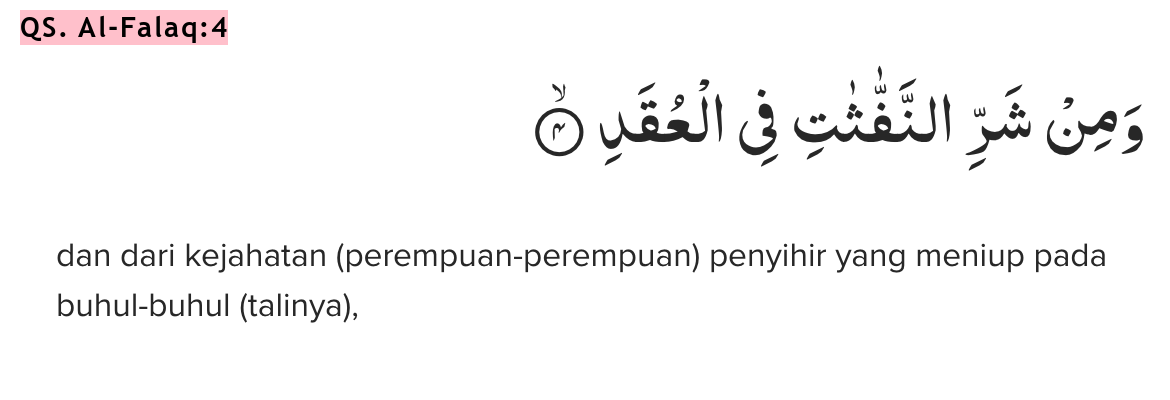 QS. Al-Falaq:4
وَمِنْ شَرِّ النَّفّٰثٰتِ فِى الْعُقَدِۙ ۝٤
dan dari kejahatan (perempuan-perempuan) penyihir yang meniup pada
buhul-buhul (talinya),